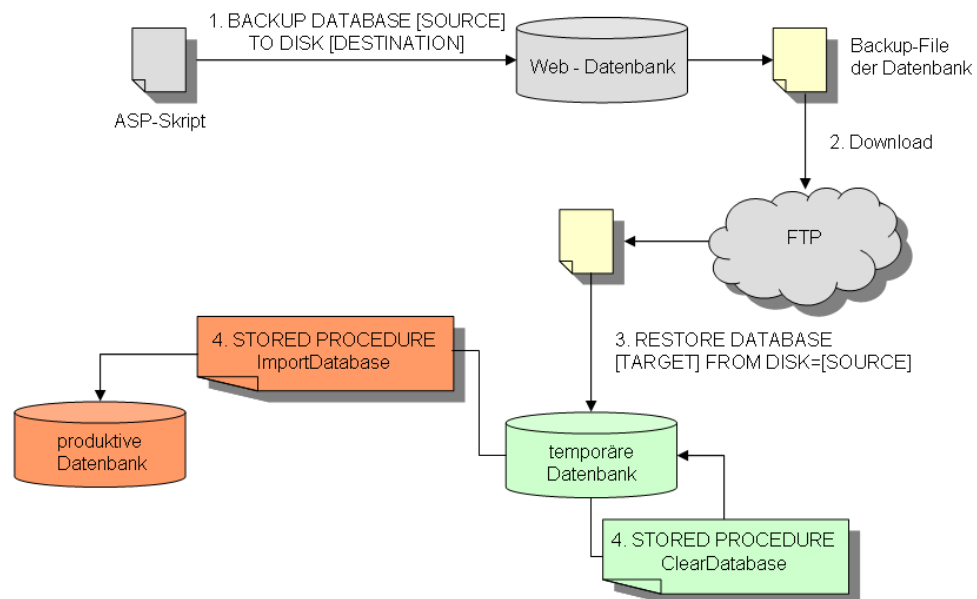 1. BACKUP DATABASE [SOURCE]
TO DISK [DESTINATION]
ASP-Skript
Web - Datenbank
Backup-File
der Datenbank
2. Download
FTP
3. RESTORE DATABASE
[TARGET] FROM DISK=[SOURCE]
4. STORED PROCEDURE
ImportDatabase
produktive
Datenbank
temporäre
Datenbank
4. STORED PROCEDURE
ClearDatabase